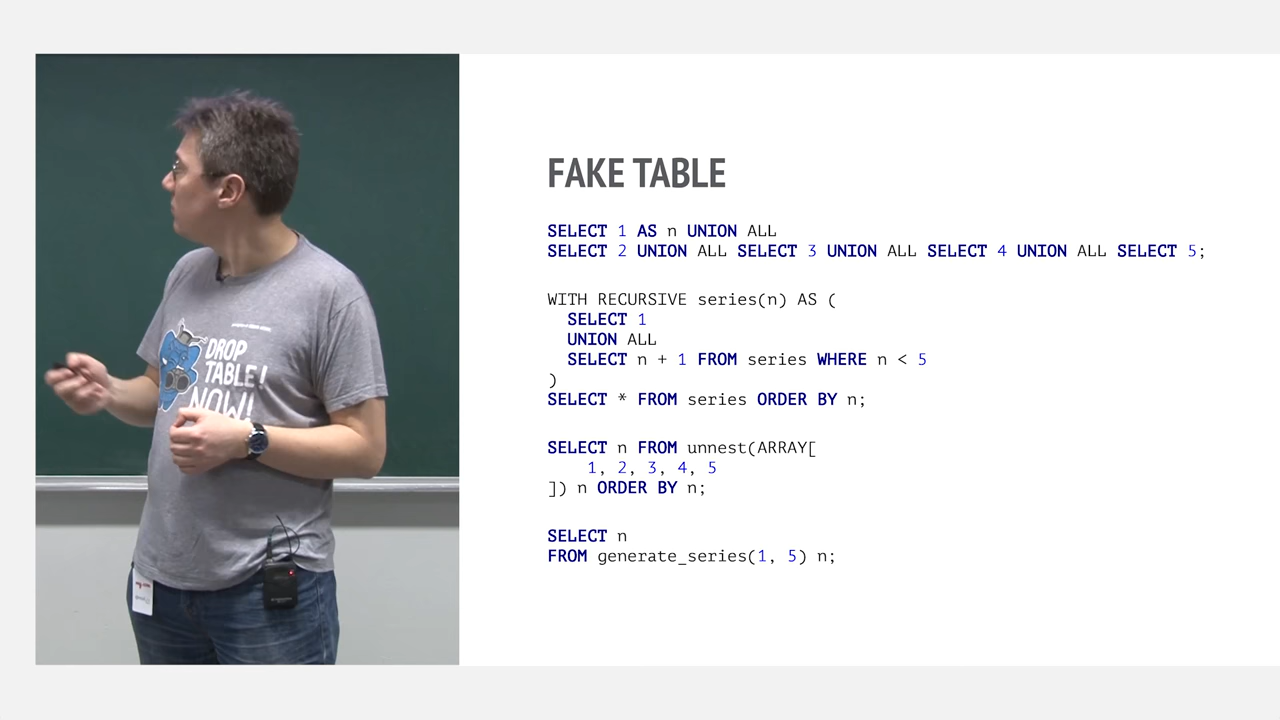 FAKE TABLE
SELECT 1 AS n UNION ALL
SELECT 2 UNION ALL SELECT 3 UNION ALL SELECT 4 UNION ALL SELECT 5;
WITH RECURSIVE series(n) AS (
SELECT 1
UNION ALL
SELECT n + 1 FROM series WHERE n < 5
)
SELECT * FROM series ORDER BY n;
SELECT n FROM unnest(ARRAY[
1, 2, 3, 4, 5
]) n ORDER BY n;
SELECT n
FROM generate_series(1, 5) n;
DROP
TABLE!
NOW!